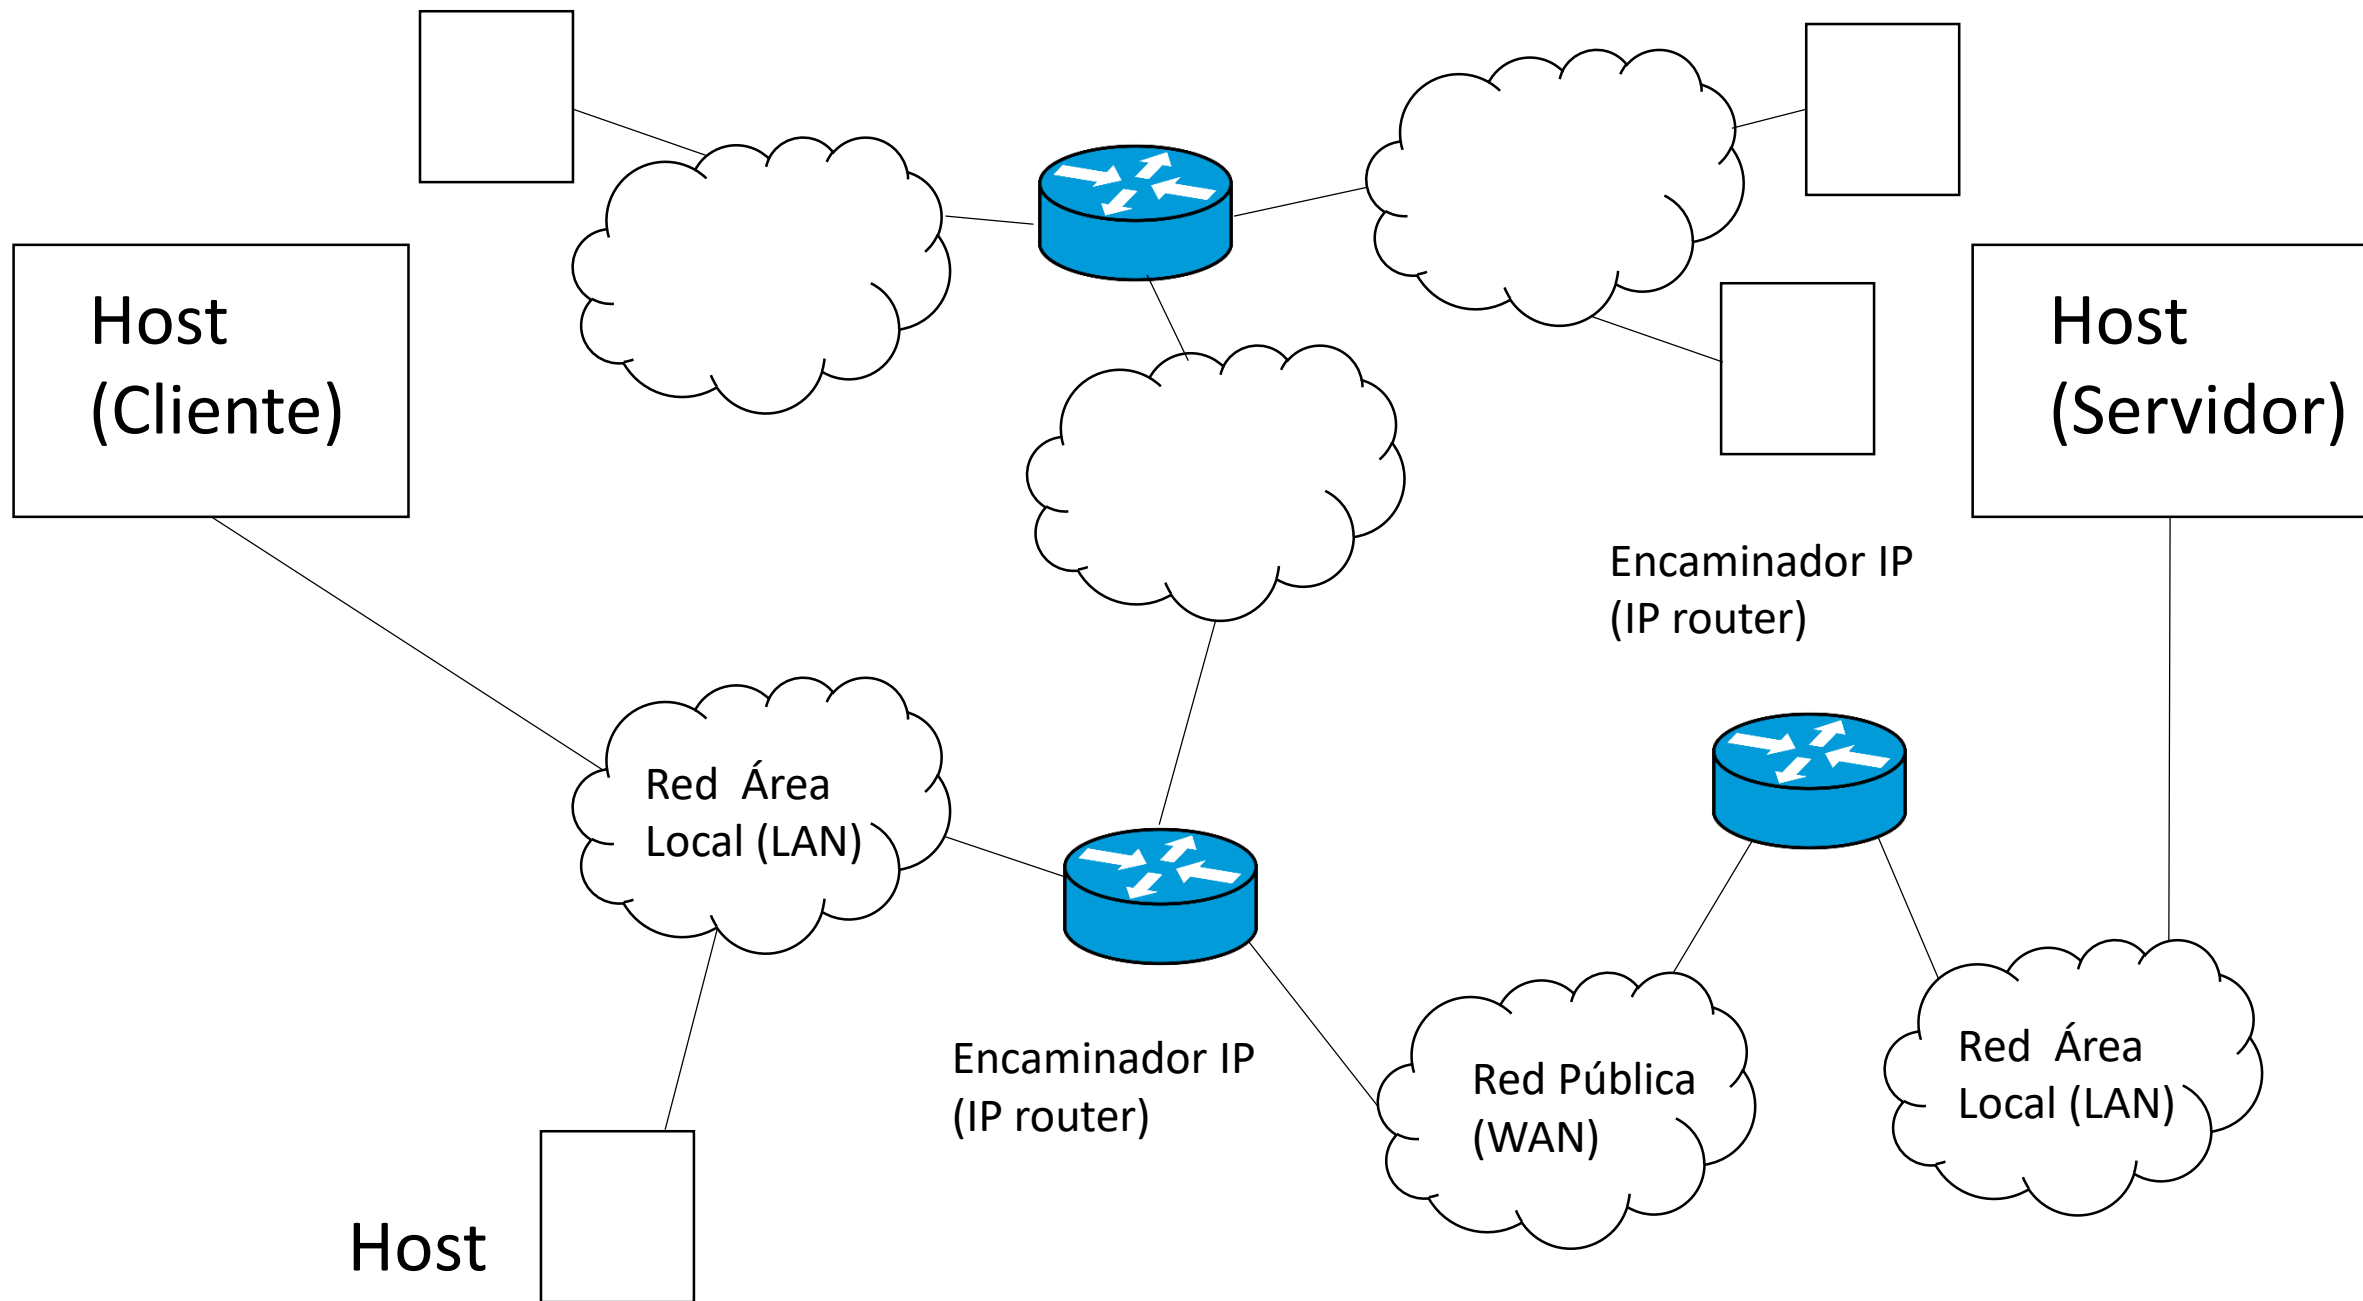 Host
(Cliente)
Host
(Servidor)
Encaminador IP
(IP router)
Red  Área
Local (LAN)
Encaminador IP
(IP router)
Red Pública
(WAN)
Red  Área
Local (LAN)
Host